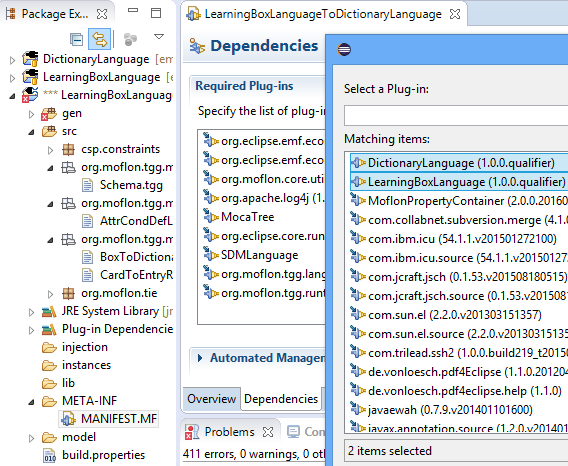 Package Ex...
DictionaryLanguage [em
LearningBoxLanguage [e
*** LearningBoxLanguage
gen
src
csp.constraints
org.moflon.tgg.m
Schema.tgg
org.moflon.tgg.m
AttrCondDefL
org.moflon.tgg.m
BoxToDictiona
CardToEntryR
org.moflon.tie
JRE System Library [jr
Plug-in Dependencie
injection
instances
lib
META-INF
MANIFEST.MF
model
build.properties
LearningBoxLanguageToDictionaryLanguage
Dependencies
Required Plug-ins
Specify the list of plug-i
org.eclipse.emf.eco
org.eclipse.emf.eco
org.moflon.core.util
org.apache.log4j (1.
MocaTree
org.eclipse.core.run
SDMLanguage
org.moflon.tgg.lang
org.moflon.tgg.runt
Automated Manager
Overview
Dependencies
Problems
Con
411 errors, 0 warnings, 0 oth
Select a Plug-in:
Matching items:
DictionaryLanguage (1.0.0.qualifier)
LearningBoxLanguage (1.0.0.qualifier)
MoflonPropertyContainer (2.0.0.20160
com.collabnet.subversion.merge (4.1.
com.ibm.icu (54.1.1.v201501272100)
com.ibm.icu.source (54.1.1.v20150127
com.jcraft.jsch (0.1.53.v201508180515)
com.jcraft.jsch.source (0.1.53.v201508
com.sun.el (2.2.0.v201303151357)
com.sun.el.source (2.2.0.v20130315135
com.trilead.ssh2 (1.0.0.build219_t20150
de.vonloesch.pdf4Eclipse (1.1.0.201204
de.vonloesch.pdf4eclipse.help (1.1.0)
javaewah (0.7.9.v201401101600)
javax.annotation.source (1.2.0.v201401
2 items selected